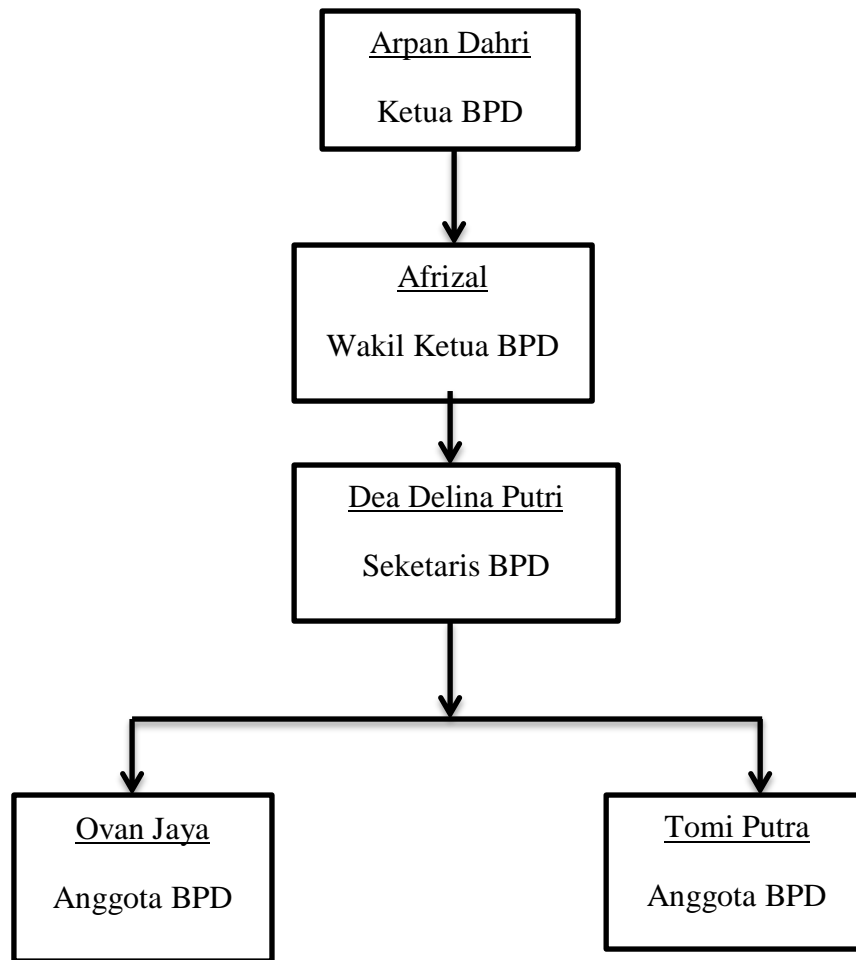 Arpan Dahri
Ketua BPD
Afrizal
Wakil Ketua BPD
Dea Delina Putri
Seketaris BPD
Ovan Jaya
Anggota BPD
Tomi Putra
Anggota BPD